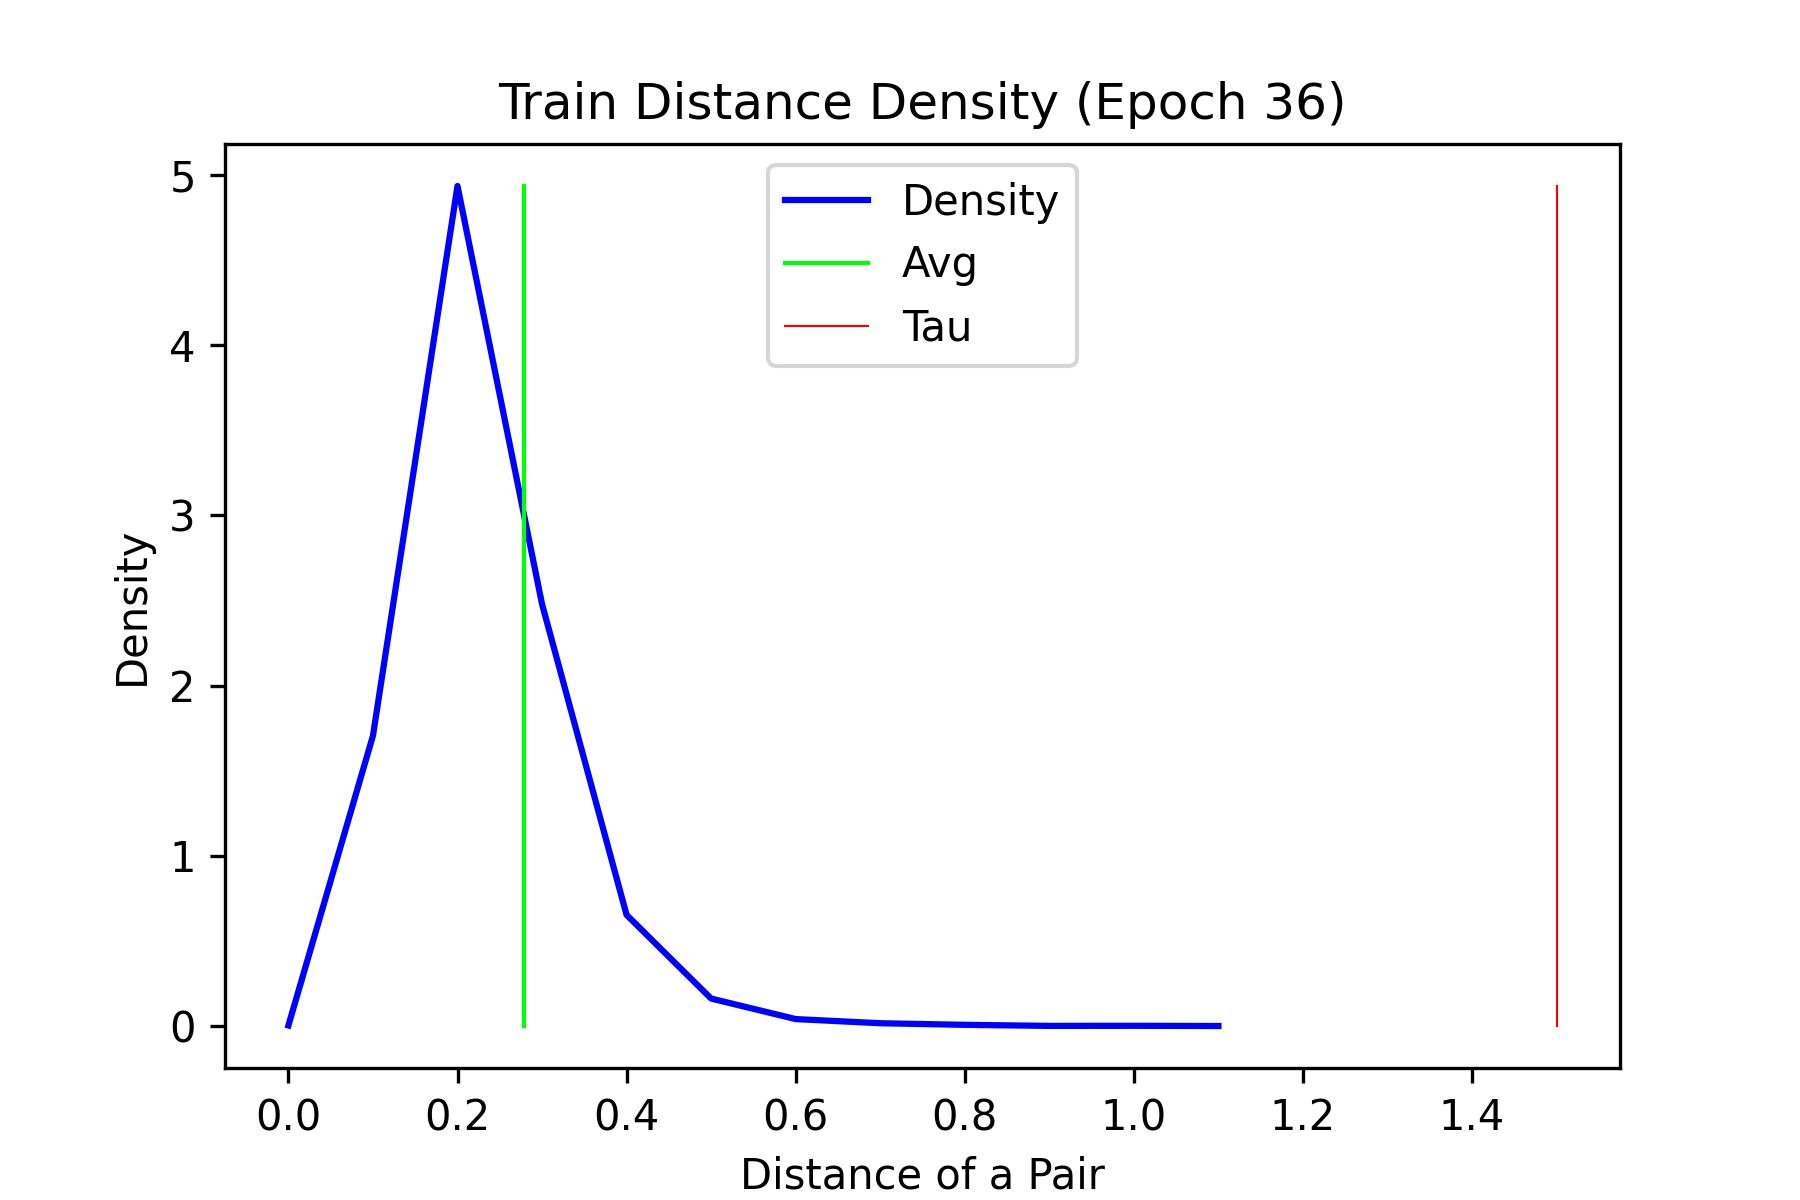 Train Distance Density (Epoch 36)
Density
Avg
Tau
5
4
3
2
1
0
Density
0.0 0.2 0.4 0.6 0.8 1.0 1.2 1.4
Distance of a Pair